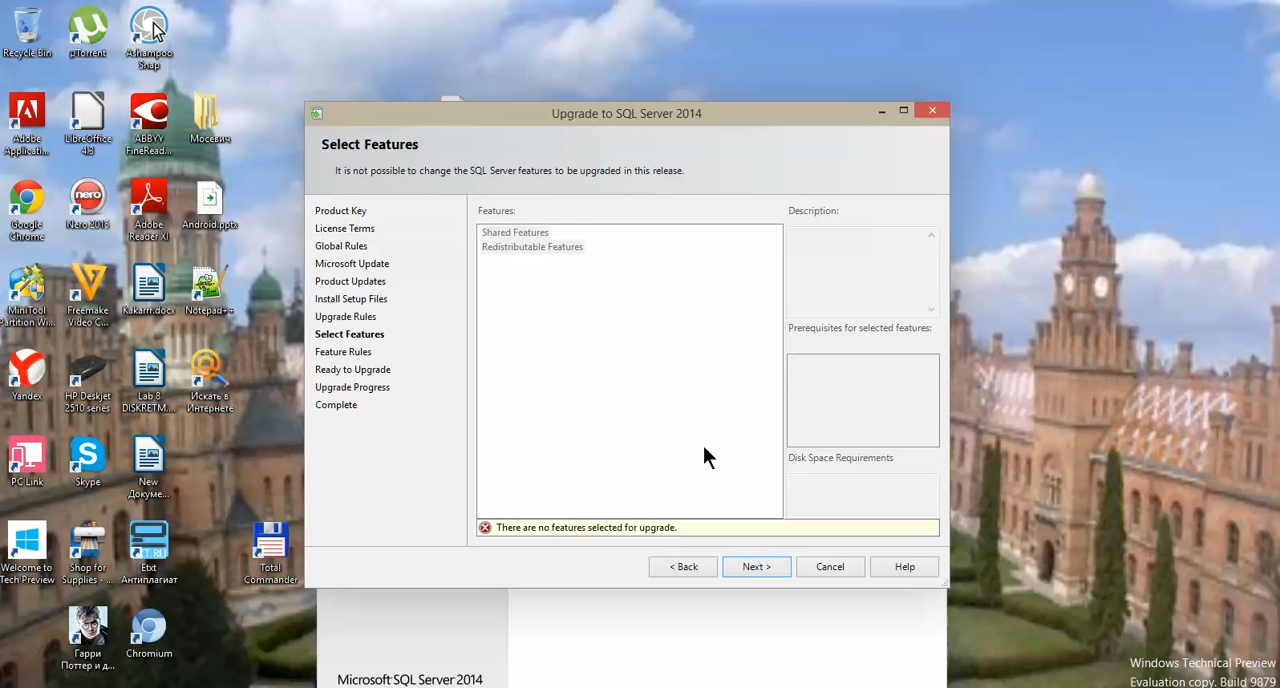 Recycle Bin
µTorrent
Ashampoo
Snap
Adobe
Applicati...
LibreOffice
4.3
ABBYY
FineRead...
Мосевич
Google
Chrome
Nero 2015
Adobe
Reader XI
Android.pptx
MiniTool
Partition Wi...
Freemake
Video C...
Kakarrr.docx
Notepad++
Yandex
HP Deskjet
2510 series
Lab 8
DISKRETM....
Искать в
Интернете
PC Link
Skype
New
Докуме...
Welcome to
Tech Preview
Shop for
Supplies - ...
TXT.RU
Etxt
Антиплагиат
Total
Commander
Гарри
Поттер и д...
Chromium
Upgrade to SQL Server 2014
Select Features
It is not possible to change the SQL Server features to be upgraded in this release.
Product Key
License Terms
Global Rules
Microsoft Update
Product Updates
Install Setup Files
Upgrade Rules
Select Features
Feature Rules
Ready to Upgrade
Upgrade Progress
Complete
Features:
Shared Features
Redistributable Features
Description:
Prerequisites for selected features:
Disk Space Requirements
There are no features selected for upgrade.
< Back
Next >
Cancel
Help
Microsoft SQL Server 2014
Windows Technical Preview
Evaluation copy. Build 9879